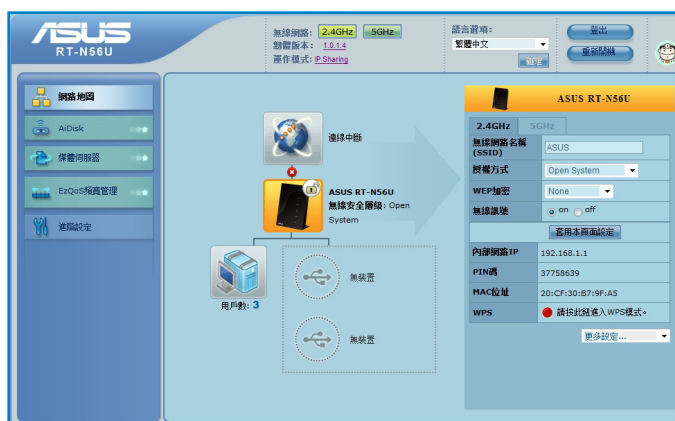 ASUS
RT-N56U
無線網路: 2.4GHz 5GHz
韌體版本: 1.0.1.4
運作模式: IP Sharing
語言選項:
繁體中文
確定
登出
重新開機
網路地圖
AiDisk
媒體伺服器
EzQoS頻寬管理
進階設定
連線中斷
ASUS RT-N56U
無線安全層級: Open
System
用戶數: 3
無裝置
無裝置
ASUS RT-N56U
2.4GHz 5GHz
無線網路名稱
(SSID)
ASUS
授權方式 Open System
WEP加密 None
無線訊號 on off
套用本頁面設定
內部網路IP 192.168.1.1
PIN碼 37758639
MAC位址 20:CF:30:B7:9F:A5
WPS 請按此鈕進入WPS模式。
更多設定...